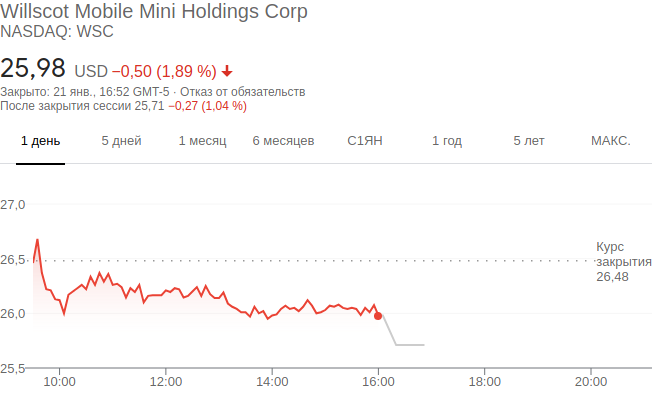 Willscot Mobile Mini Holdings Corp
NASDAQ: WSC
25,98 USD −0,50 (1,89 %)
Закрыто: 21 янв., 16:52 GMT-5 · Отказ от обязательств
После закрытия сессии 25,71 −0,27 (1,04 %)
1 день 5 дней 1 месяц 6 месяцев С1ЯН 1 год 5 лет МАКС.
27,0
26,5
Курс
закрытия
26,48
26,0
25,5
10:00 12:00 14:00 16:00 18:00 20:00